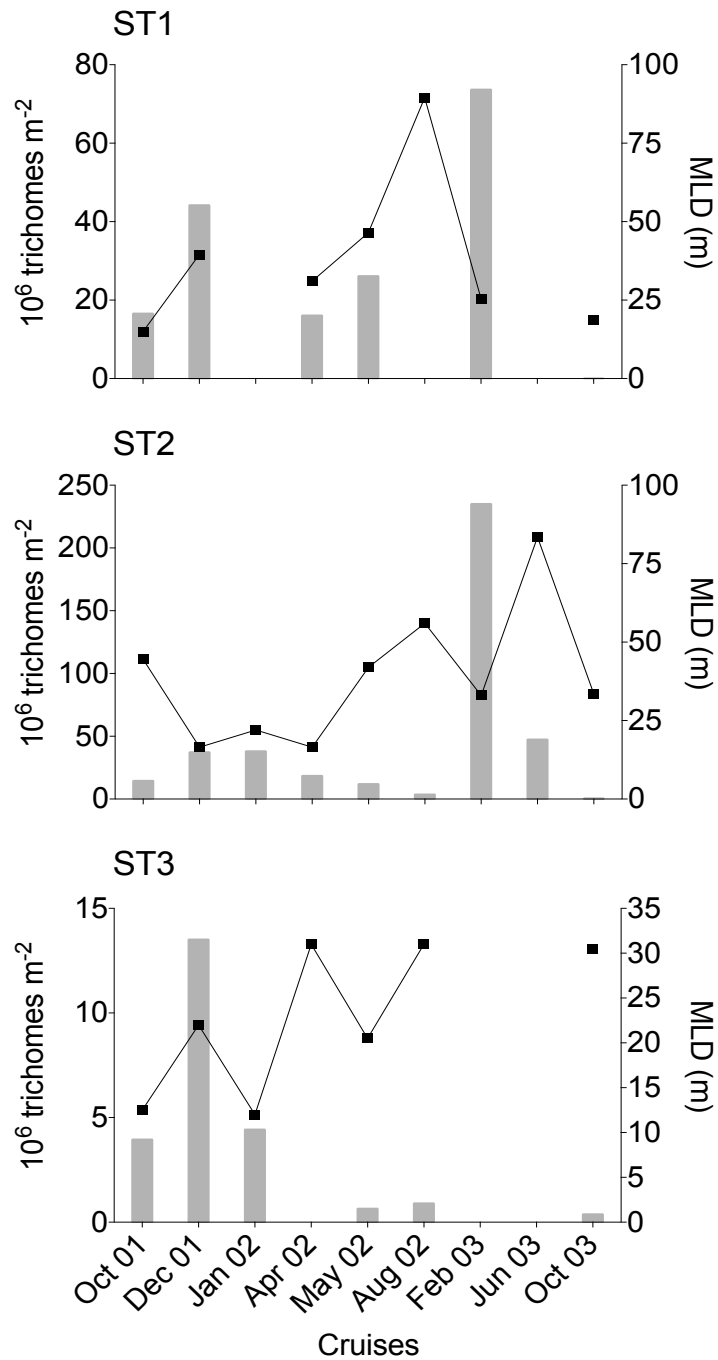 ST1
80
60
40
20
0
10⁶ trichomes m⁻²
100
75
50
25
0
MLD (m)
ST2
250
200
150
100
50
0
10⁶ trichomes m⁻²
100
75
50
25
0
MLD (m)
ST3
15
10
5
0
10⁶ trichomes m⁻²
35
30
25
20
15
10
5
0
MLD (m)
Oct 01
Dec 01
Jan 02
Apr 02
May 02
Aug 02
Feb 03
Jun 03
Oct 03
Cruises